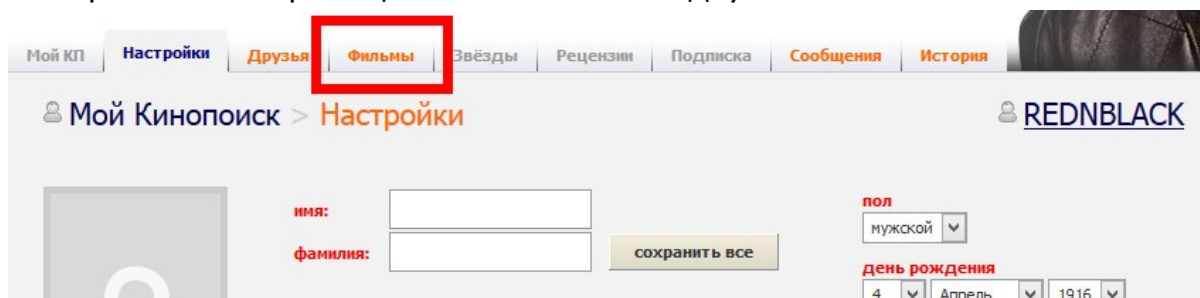 Мой КП Настройки Друзья Фильмы Звёзды Рецензии Подписка Сообщения История
Мой Кинопоиск > Настройки REDNBLACK
имя:
фамилия:
сохранить все
пол
мужской
день рождения
4 Апрель 1916